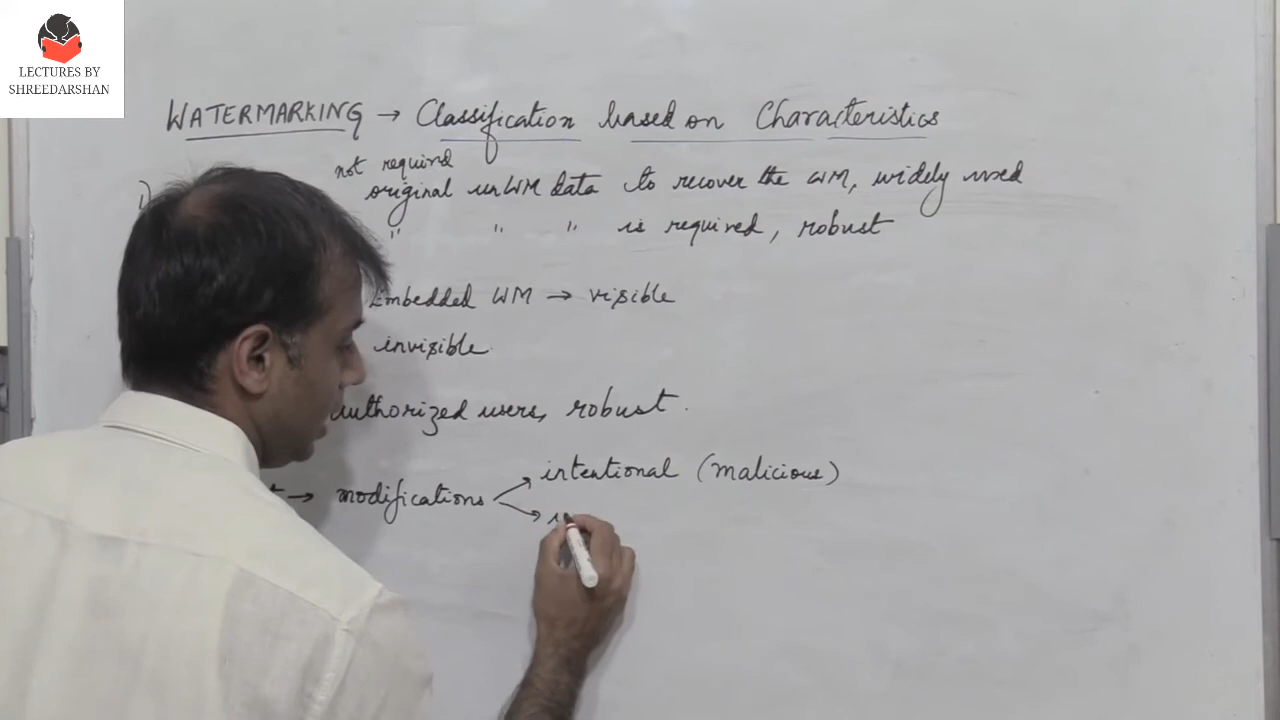 LECTURES BY
SHREEDARSHAN
WATERMARKING → Classification based on Characteristics
not required
1) original unWM data to recover the WM, widely used
" " " is required, robust
Embedded WM → visible
invisible.
authorized users, robust.
t → modifications → intentional (malicious)
→